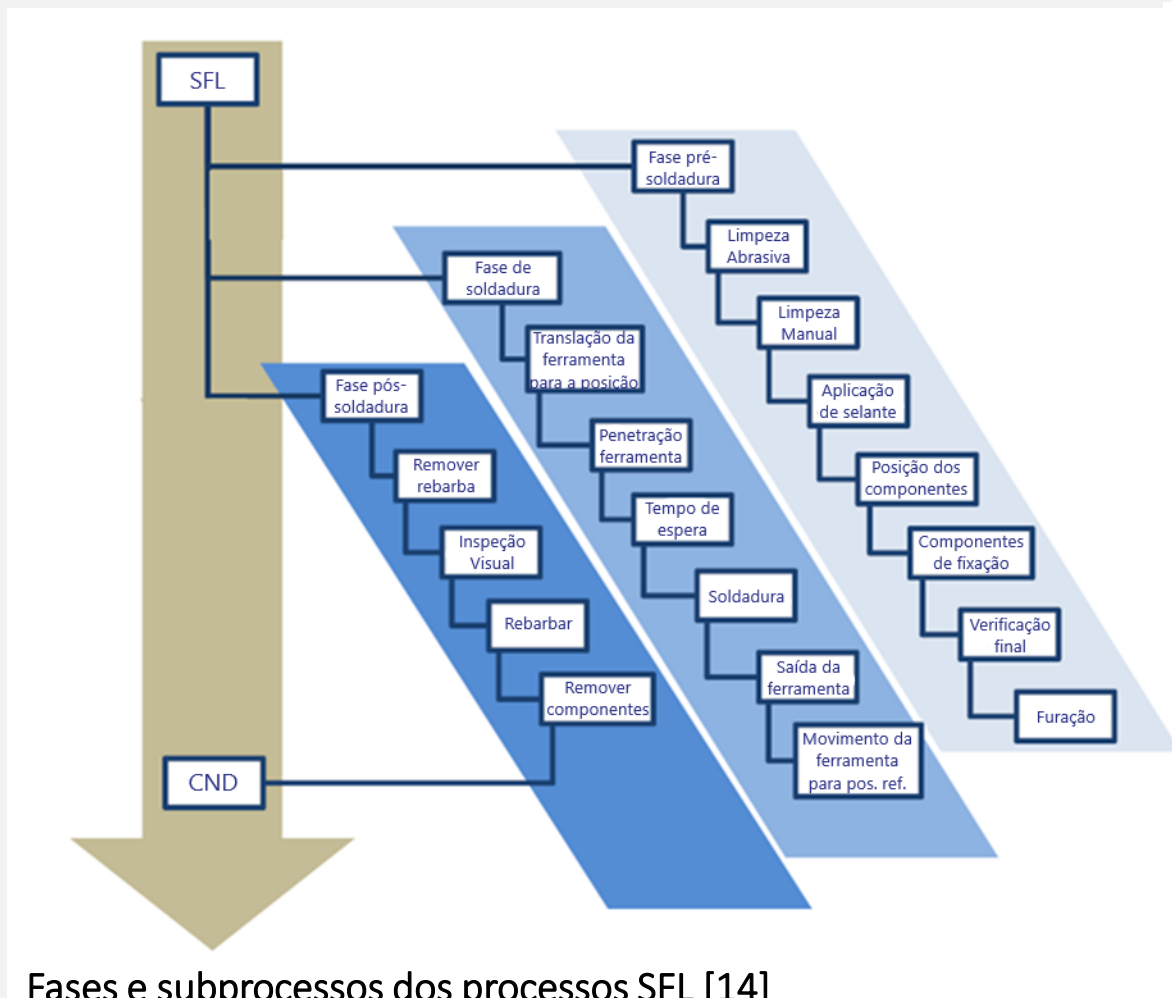 SFL
Fase pré-
soldadura
Limpeza
Abrasiva
Limpeza
Manual
Aplicação
de selante
Posição dos
componentes
Componentes
de fixação
Verificação
final
Furação
Fase de
soldadura
Translação da
ferramenta
para a posição
Penetração
ferramenta
Tempo de
espera
Soldadura
Saída da
ferramenta
Movimento da
ferramenta
para pos. ref.
Fase pós-
soldadura
Remover
rebarba
Inspeção
Visual
Rebarbar
Remover
componentes
CND
Fases e subprocessos dos processos SFL [14]